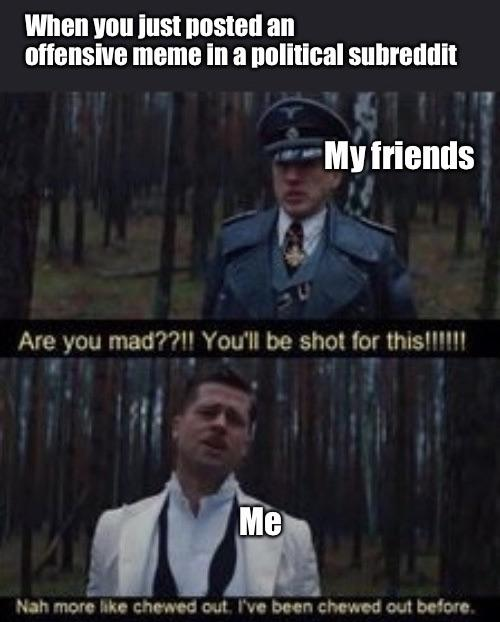 When you just posted an
offensive meme in a political subreddit
My friends
Are you mad??!! You'll be shot for this!!!!!!
Me
Nah more like chewed out. I've been chewed out before.